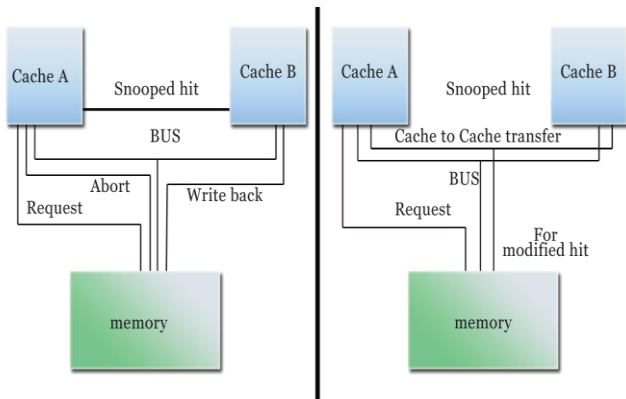 Cache A
Snooped hit
Cache B
BUS
Abort
Write back
Request
memory
Cache A
Snooped hit
Cache B
Cache to Cache transfer
BUS
Request
For
modified hit
memory